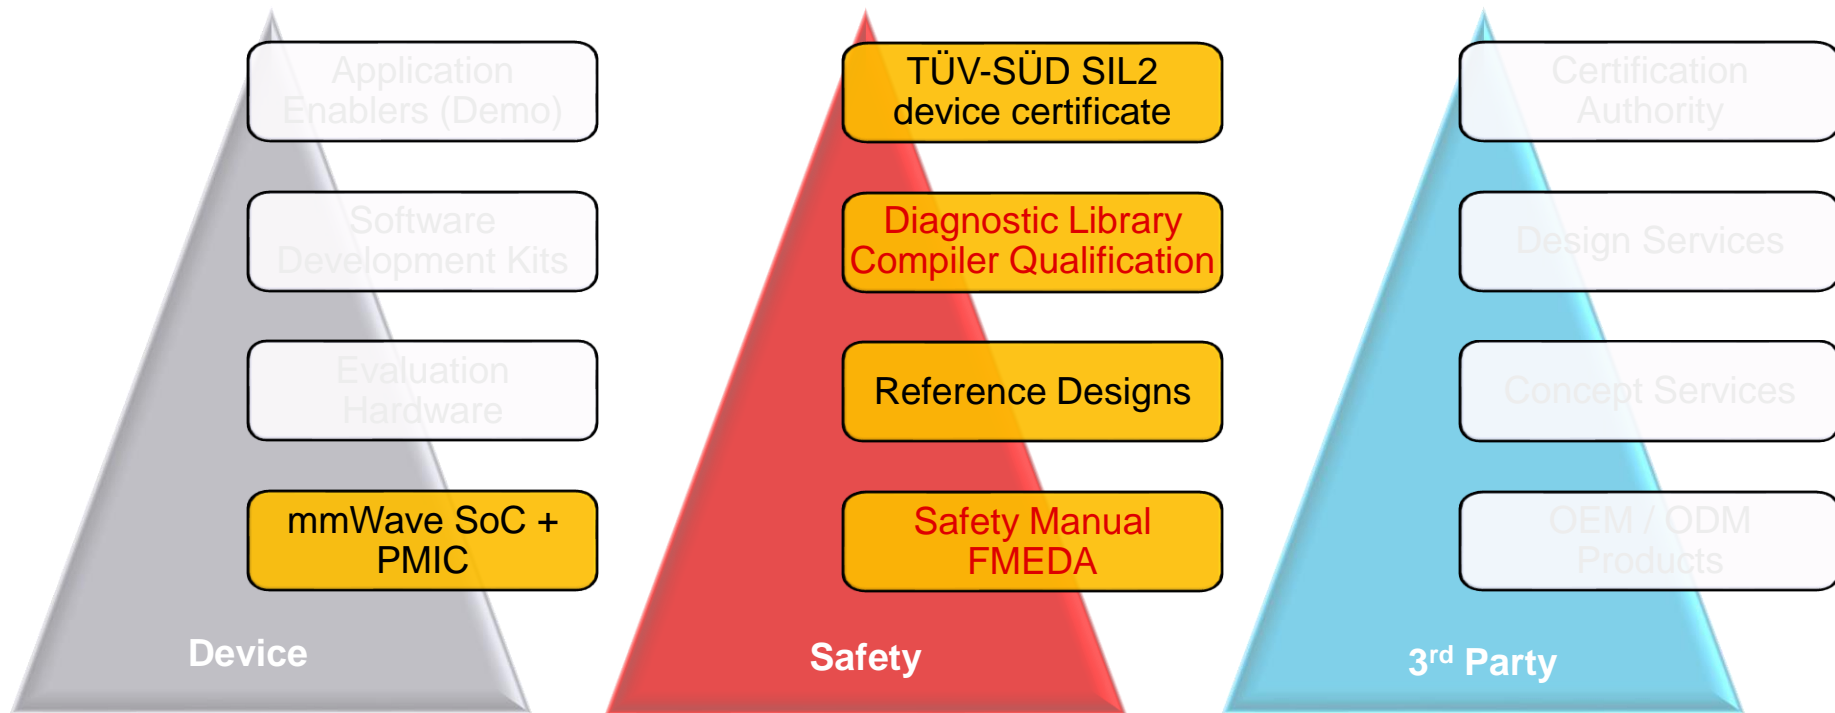 Application
Enablers (Demo)
Software
Development Kits
Evaluation
Hardware
mmWave SoC +
PMIC
Device
TÜV-SÜD SIL2
device certificate
Diagnostic Library
Compiler Qualification
Reference Designs
Safety Manual
FMEDA
Safety
Certification
Authority
Design Services
Concept Services
OEM / ODM
Products
3rd Party